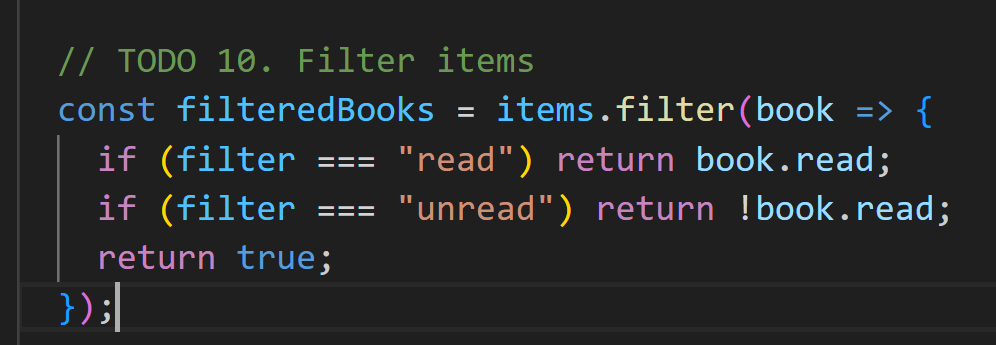 // TODO 10. Filter items
const filteredBooks = items.filter(book => {
if (filter === "read") return book.read;
if (filter === "unread") return !book.read;
return true;
});